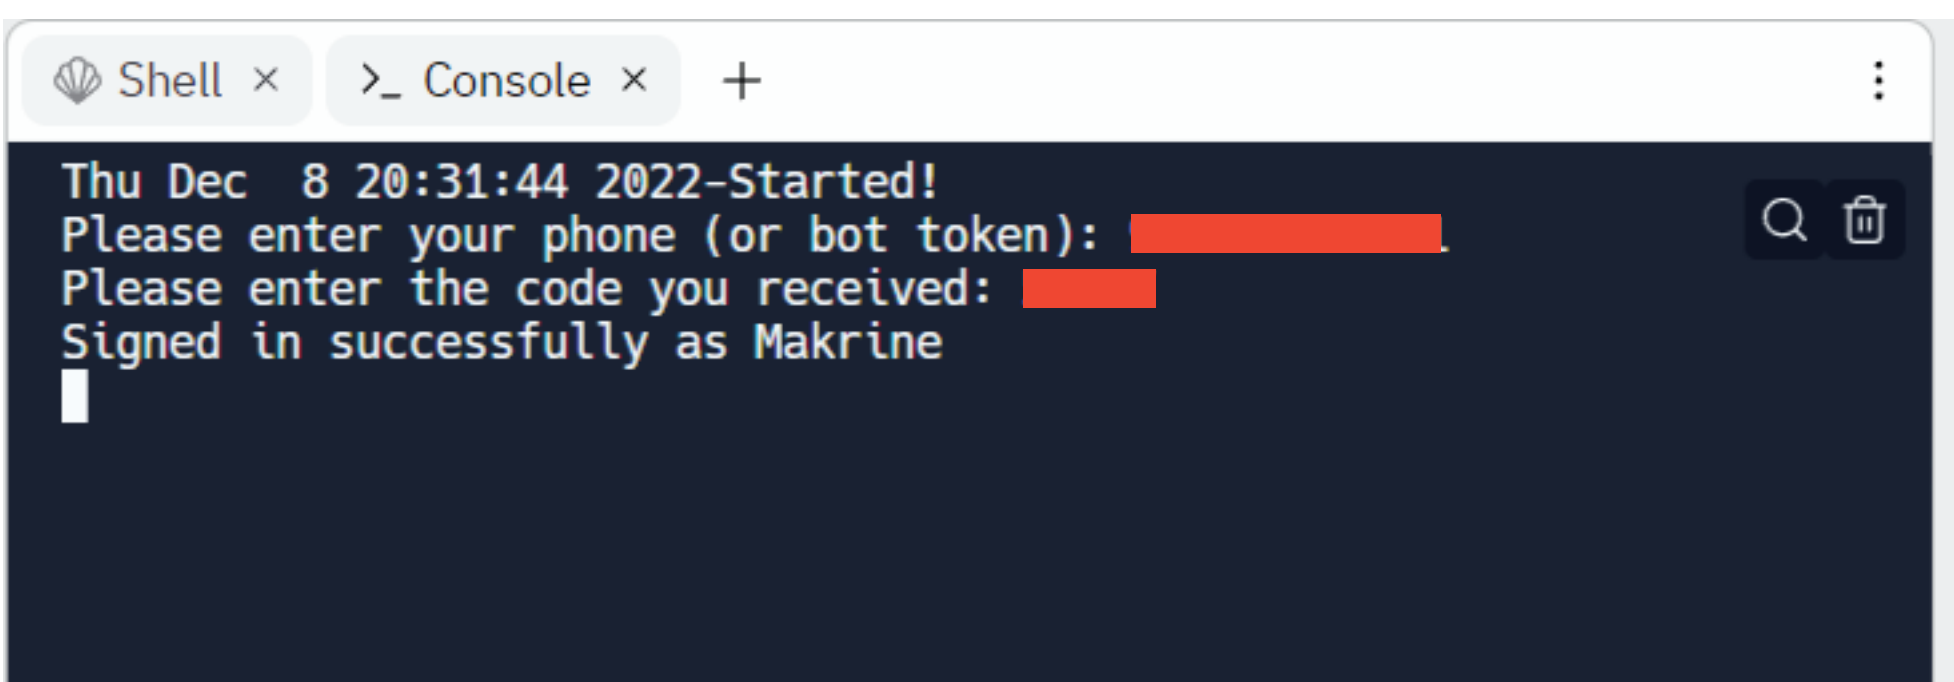 Shell × >_ Console × +
Thu Dec  8 20:31:44 2022-Started!
Please enter your phone (or bot token):
Please enter the code you received:
Signed in successfully as Makrine